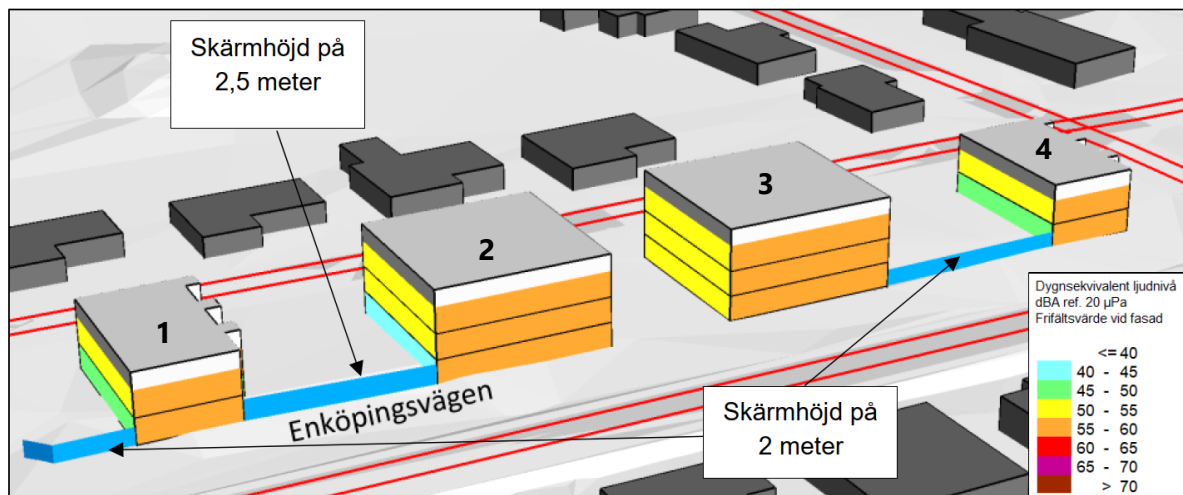 Skärmhöjd på
2,5 meter
1
2
3
4
Enköpingsvägen
Skärmhöjd på
2 meter
Dygnsekvivalent ljudnivå
dBA ref. 20 µPa
Frifältsvärde vid fasad
<= 40
40 - 45
45 - 50
50 - 55
55 - 60
60 - 65
65 - 70
> 70